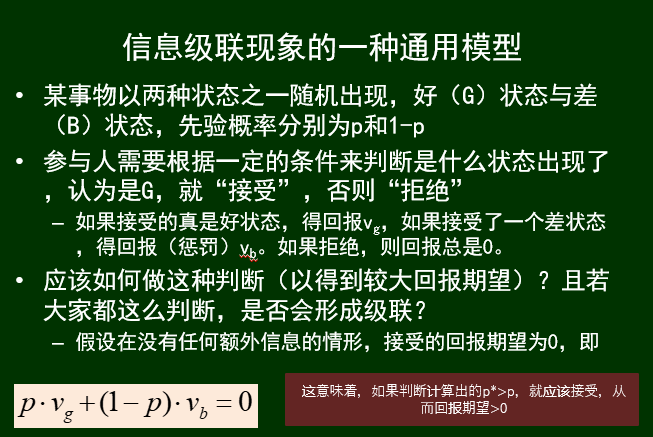 信息级联现象的一种通用模型
• 某事物以两种状态之一随机出现，好（G）状态与差
（B）状态，先验概率分别为p和1-p
• 参与人需要根据一定的条件来判断是什么状态出现了
，认为是G，就“接受”，否则“拒绝”
– 如果接受的真是好状态，得回报vg，如果接受了一个差状态
，得回报（惩罚）vb。如果拒绝，则回报总是0。
• 应该如何做这种判断（以得到较大回报期望）？且若
大家都这么判断，是否会形成级联？
– 假设在没有任何额外信息的情形，接受的回报期望为0，即
p·vg+(1−p)·vb=0
这意味着，如果判断计算出的p*>p，就应该接受，从
而回报期望>0